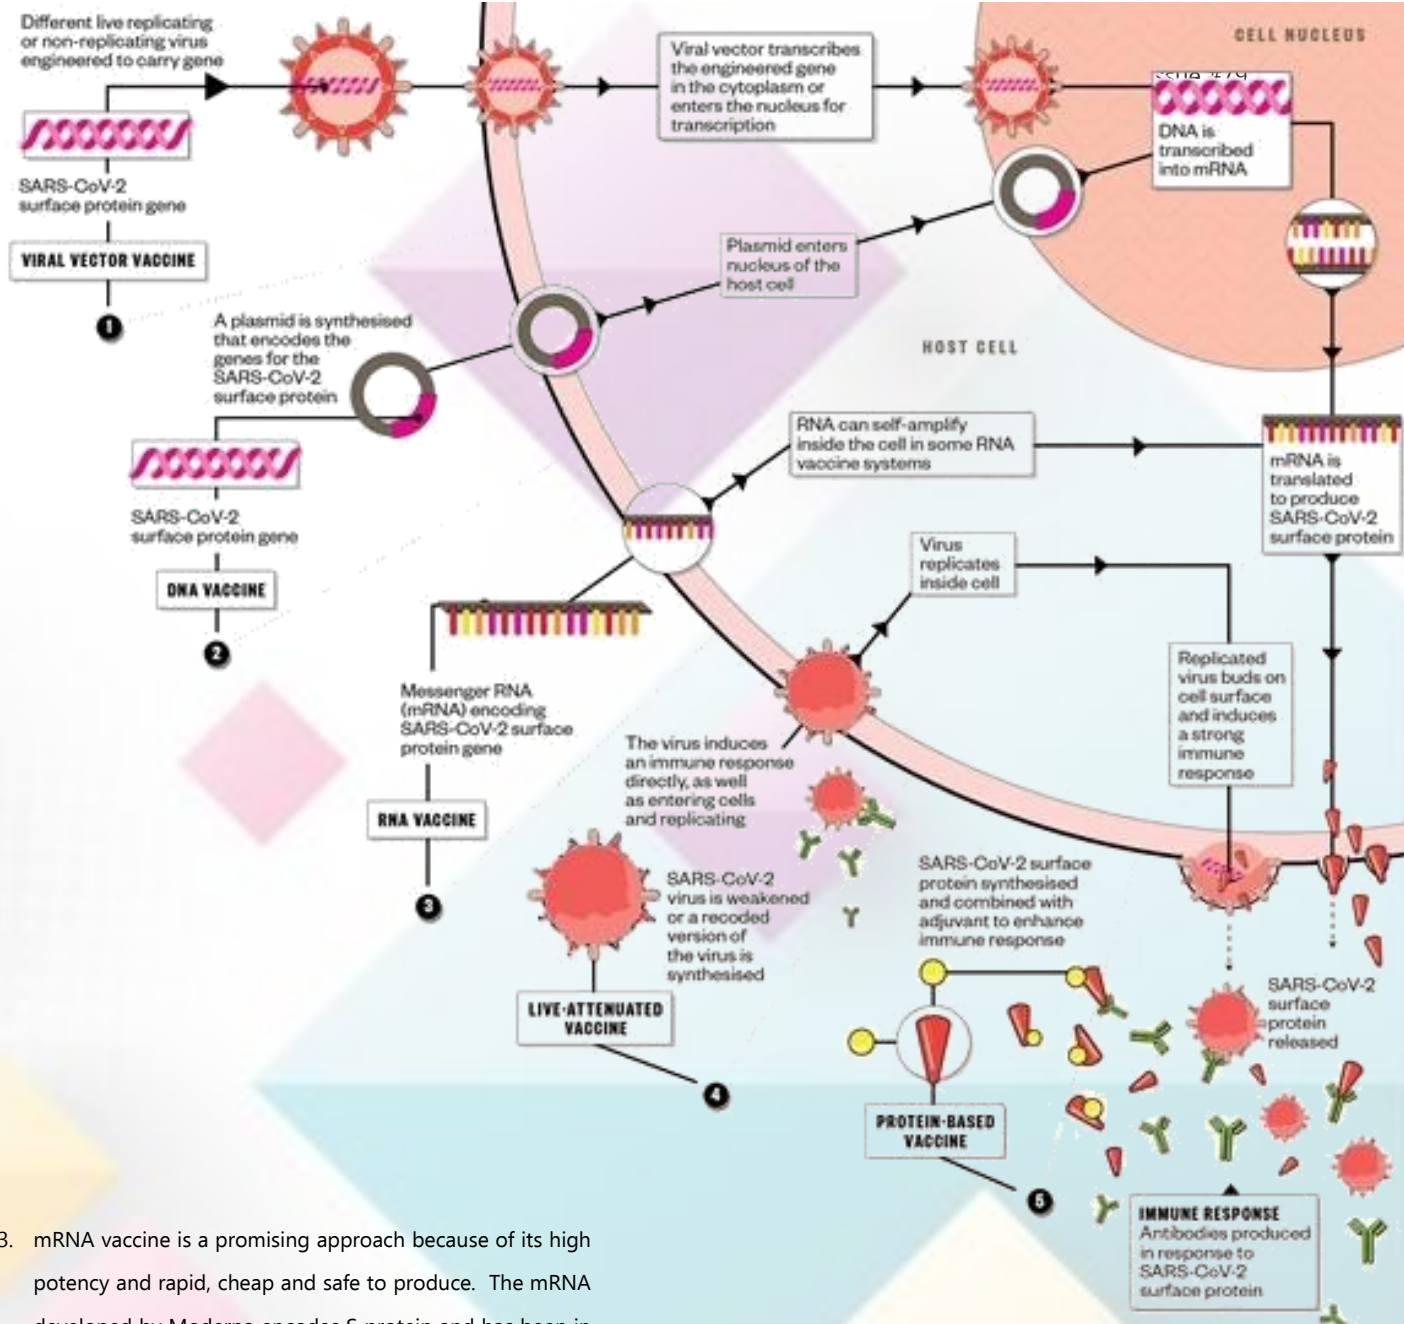 Different live replicating
or non-replicating virus
engineered to carry gene
SARS-CoV-2
surface protein gene
VIRAL VECTOR VACCINE
1
Viral vector transcribes
the engineered gene
in the cytoplasm or
enters the nucleus for
transcription
CELL NUCLEUS
DNA is
transcribed
into mRNA
Plasmid enters
nucleus of the
host cell
A plasmid is synthesised
that encodes the
genes for the
SARS-CoV-2
surface protein
HOST CELL
SARS-CoV-2
surface protein gene
DNA VACCINE
2
RNA can self-amplify
inside the cell in some RNA
vaccine systems
mRNA is
translated
to produce
SARS-CoV-2
surface protein
Messenger RNA
(mRNA) encoding
SARS-CoV-2 surface
protein gene
RNA VACCINE
3
Virus
replicates
inside cell
Replicated
virus buds on
cell surface
and induces
a strong
immune
response
The virus induces
an immune response
directly, as well
as entering cells
and replicating
SARS-CoV-2
virus is weakened
or a recoded
version of
the virus is
synthesised
LIVE-ATTENUATED
VACCINE
4
SARS-CoV-2 surface
protein synthesised
and combined with
adjuvant to enhance
immune response
PROTEIN-BASED
VACCINE
5
SARS-CoV-2
surface
protein
released
IMMUNE RESPONSE
Antibodies produced
in response to
SARS-CoV-2
surface protein
3. mRNA vaccine is a promising approach because of its high
potency and rapid, cheap and safe to produce. The mRNA
developed by Moderna encodes S protein and has been in